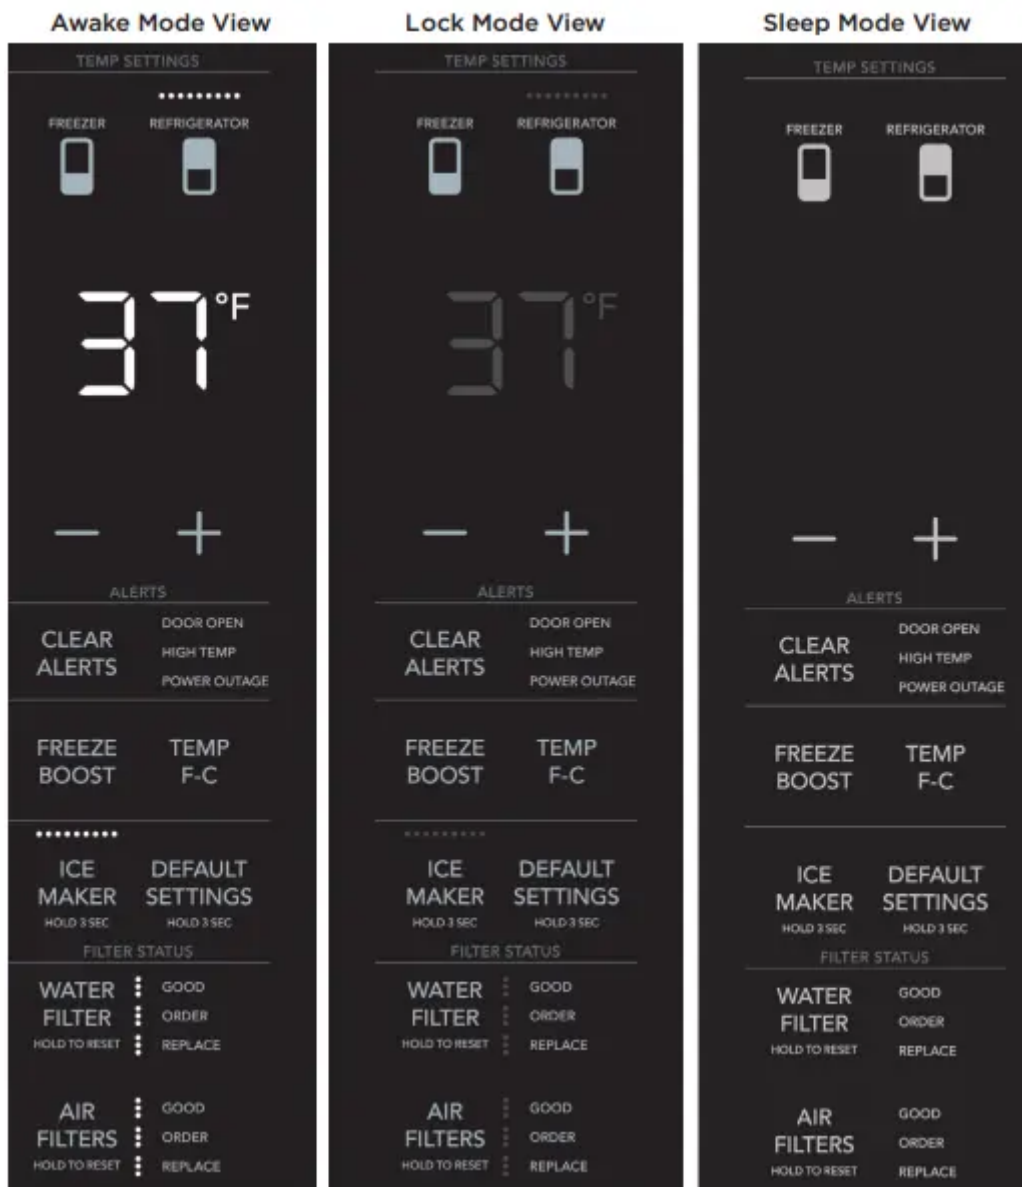 Awake Mode View
TEMP SETTINGS
FREEZER REFRIGERATOR
37°F
− +
ALERTS
CLEAR ALERTS
DOOR OPEN
HIGH TEMP
POWER OUTAGE
FREEZE BOOST
TEMP F-C
ICE MAKER
HOLD 3 SEC
DEFAULT SETTINGS
HOLD 3 SEC
FILTER STATUS
WATER FILTER
HOLD TO RESET
GOOD
ORDER
REPLACE
AIR FILTERS
HOLD TO RESET
GOOD
ORDER
REPLACE
Lock Mode View
TEMP SETTINGS
FREEZER REFRIGERATOR
37°F
− +
ALERTS
CLEAR ALERTS
DOOR OPEN
HIGH TEMP
POWER OUTAGE
FREEZE BOOST
TEMP F-C
ICE MAKER
HOLD 3 SEC
DEFAULT SETTINGS
HOLD 3 SEC
FILTER STATUS
WATER FILTER
HOLD TO RESET
GOOD
ORDER
REPLACE
AIR FILTERS
HOLD TO RESET
GOOD
ORDER
REPLACE
Sleep Mode View
TEMP SETTINGS
FREEZER REFRIGERATOR
− +
ALERTS
CLEAR ALERTS
DOOR OPEN
HIGH TEMP
POWER OUTAGE
FREEZE BOOST
TEMP F-C
ICE MAKER
HOLD 3 SEC
DEFAULT SETTINGS
HOLD 3 SEC
FILTER STATUS
WATER FILTER
HOLD TO RESET
GOOD
ORDER
REPLACE
AIR FILTERS
HOLD TO RESET
GOOD
ORDER
REPLACE